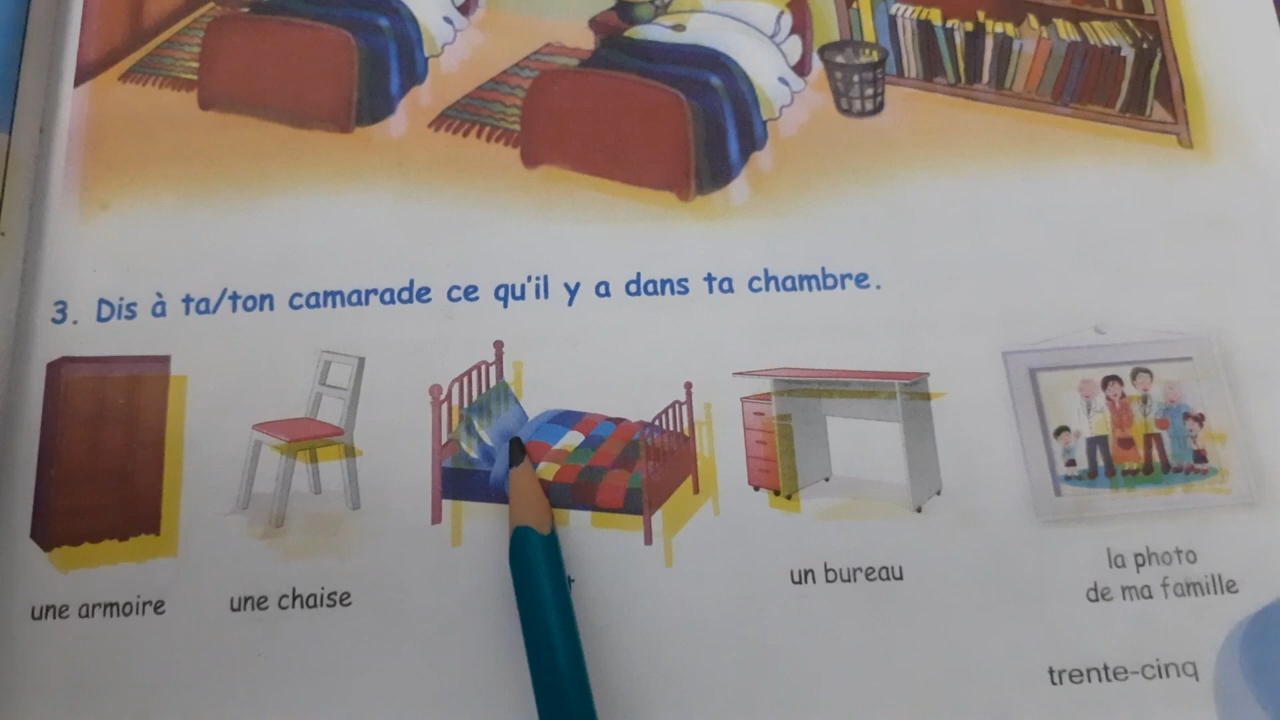 3. Dis à ta/ton camarade ce qu'il y a dans ta chambre.
une armoire
une chaise
un bureau
la photo
de ma famille
trente-cinq